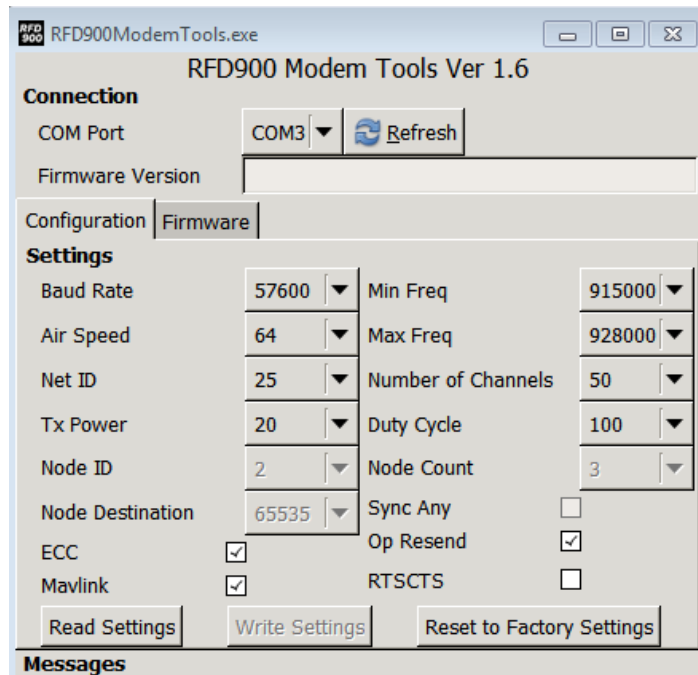 RFD 900 RFD900ModemTools.exe
RFD900 Modem Tools Ver 1.6
Connection
COM Port COM3 Refresh
Firmware Version
Configuration Firmware
Settings
Baud Rate 57600 Min Freq 915000
Air Speed 64 Max Freq 928000
Net ID 25 Number of Channels 50
Tx Power 20 Duty Cycle 100
Node ID 2 Node Count 3
Node Destination 65535 Sync Any
ECC Op Resend
Mavlink RTSCTS
Read Settings Write Settings Reset to Factory Settings
Messages